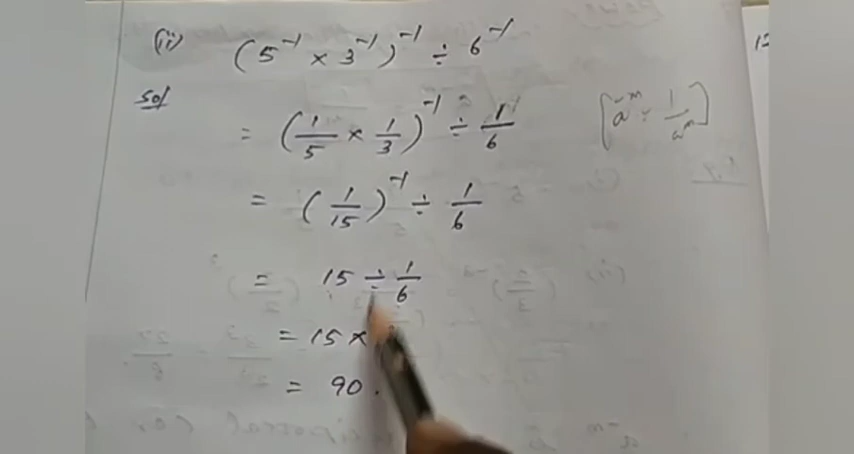 (ii) (5⁻¹ × 3⁻¹)⁻¹ ÷ 6⁻¹
Sol
= (1/5 × 1/3)⁻¹ ÷ 1/6 [a⁻ᵐ = 1/aᵐ]
= (1/15)⁻¹ ÷ 1/6
= 15 ÷ 1/6
= 15 ×
= 90.